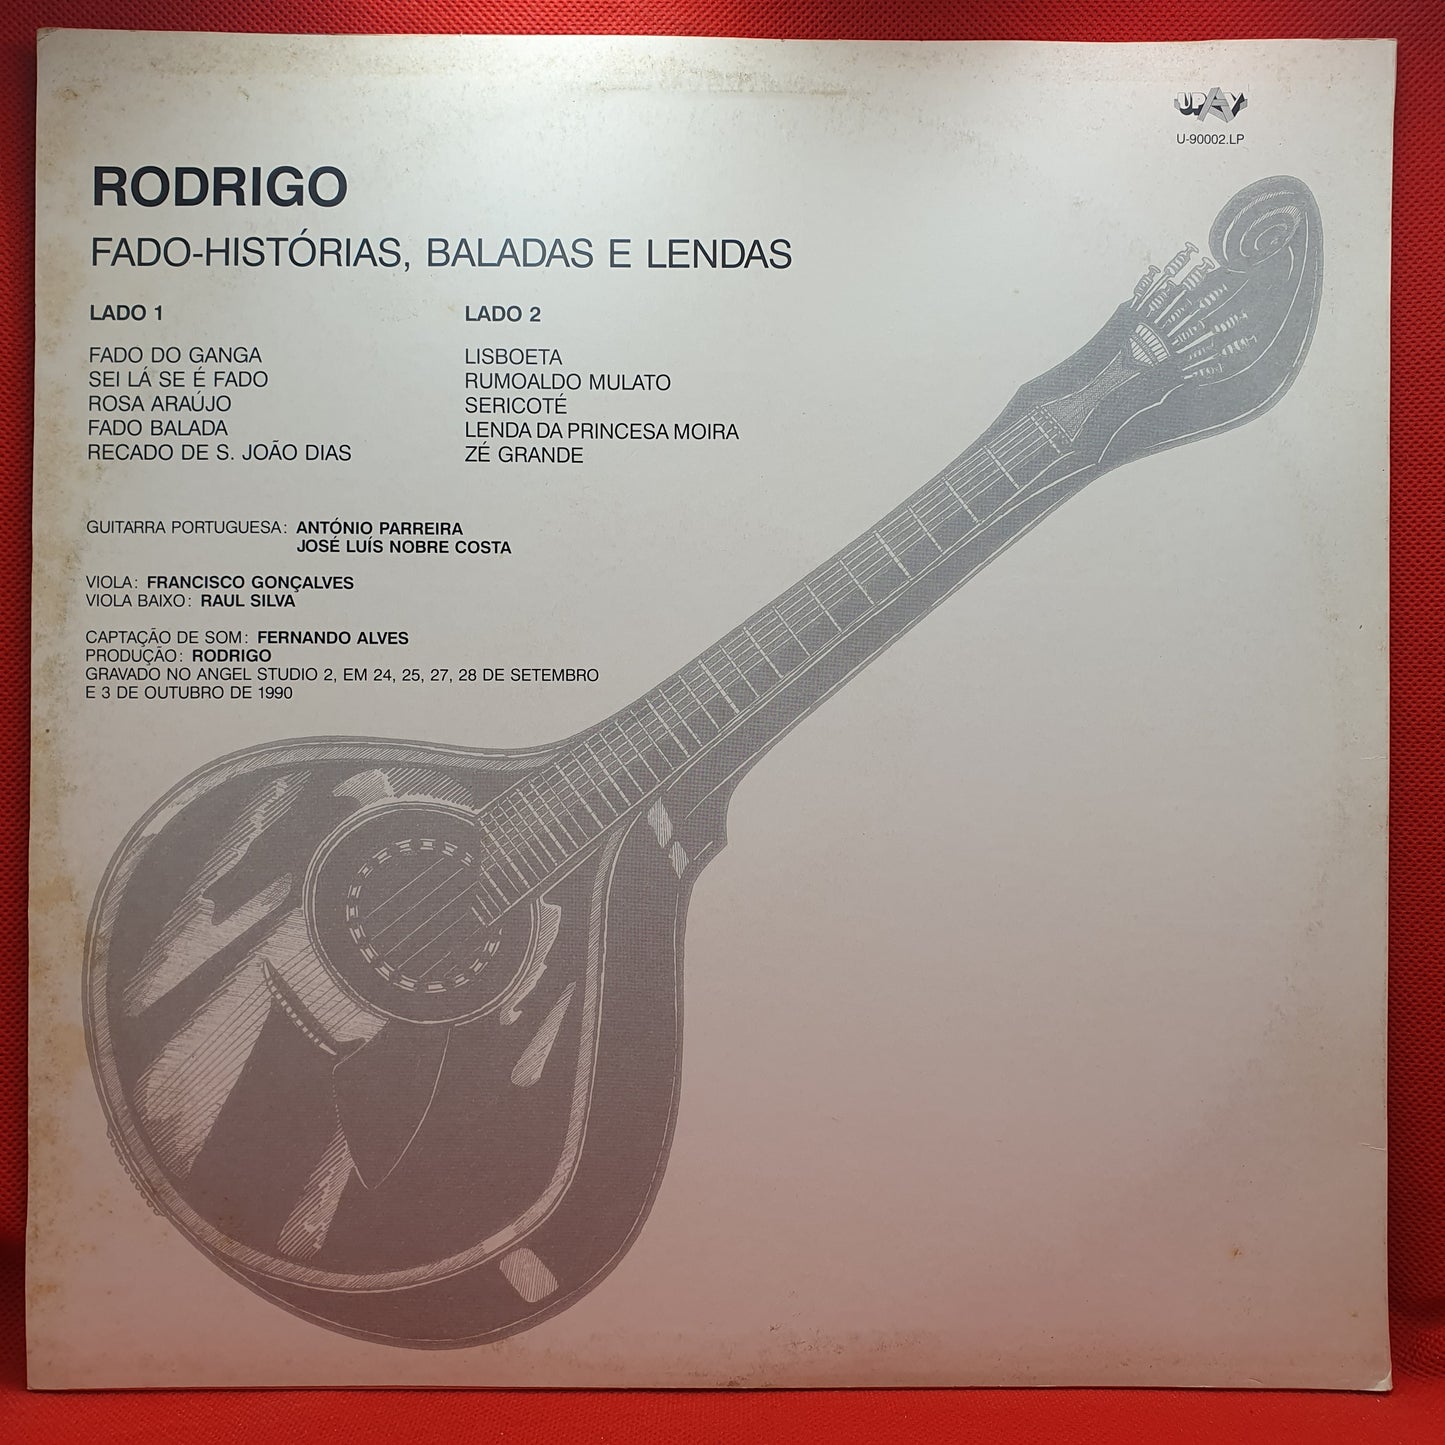 UPAV
U-90002.LP
RODRIGO
FADO-HISTÓRIAS, BALADAS E LENDAS
LADO 1
FADO DO GANGA
SEI LÁ SE É FADO
ROSA ARAÚJO
FADO BALADA
RECADO DE S. JOÃO DIAS
LADO 2
LISBOETA
RUMOALDO MULATO
SERICOTÉ
LENDA DA PRINCESA MOIRA
ZÉ GRANDE
GUITARRA PORTUGUESA: ANTÓNIO PARREIRA
JOSÉ LUÍS NOBRE COSTA
VIOLA: FRANCISCO GONÇALVES
VIOLA BAIXO: RAUL SILVA
CAPTAÇÃO DE SOM: FERNANDO ALVES
PRODUÇÃO: RODRIGO
GRAVADO NO ANGEL STUDIO 2, EM 24, 25, 27, 28 DE SETEMBRO
E 3 DE OUTUBRO DE 1990